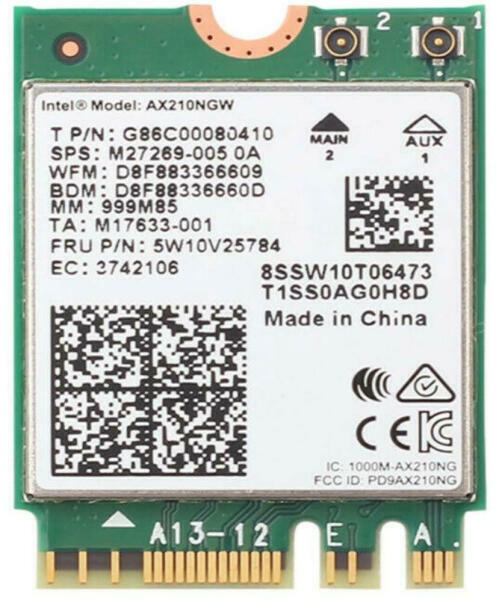 2 1
Intel® Model: AX210NGW
T P/N: G86C00080410
SPS: M27269-005 0A
WFM: D8F883366609
BDM: D8F88336660D
MM: 999M85
TA: M17633-001
FRU P/N: 5W10V25784
EC: 3742106
MAIN
2
AUX
1
8SSW10T06473
T1SS0AG0H8D
Made in China
CE
IC: 1000M-AX210NG
FCC ID: PD9AX210NG
A13-12 E A.